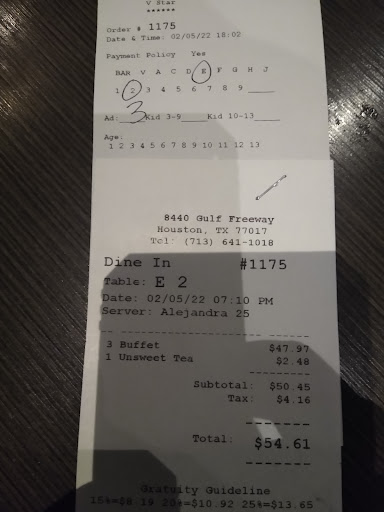 V Star
******
Order # 1175
Date & Time: 02/05/22 18:02
Payment Policy Yes
BAR V A C D E F G H J
1 2 3 4 5 6 7 8 9 ____
Ad: 3 Kid 3-9____ Kid 10-13____
Age:
1 2 3 4 5 6 7 8 9 10 11 12 13
8440 Gulf Freeway
Houston, TX 77017
Tel: (713) 641-1018
Dine In #1175
Table: E 2
Date: 02/05/22 07:10 PM
Server: Alejandra 25
3 Buffet $47.97
1 Unsweet Tea $2.48
Subtotal: $50.45
Tax: $4.16
Total: $54.61
Gratuity Guideline
15%=$8.19 20%=$10.92 25%=$13.65